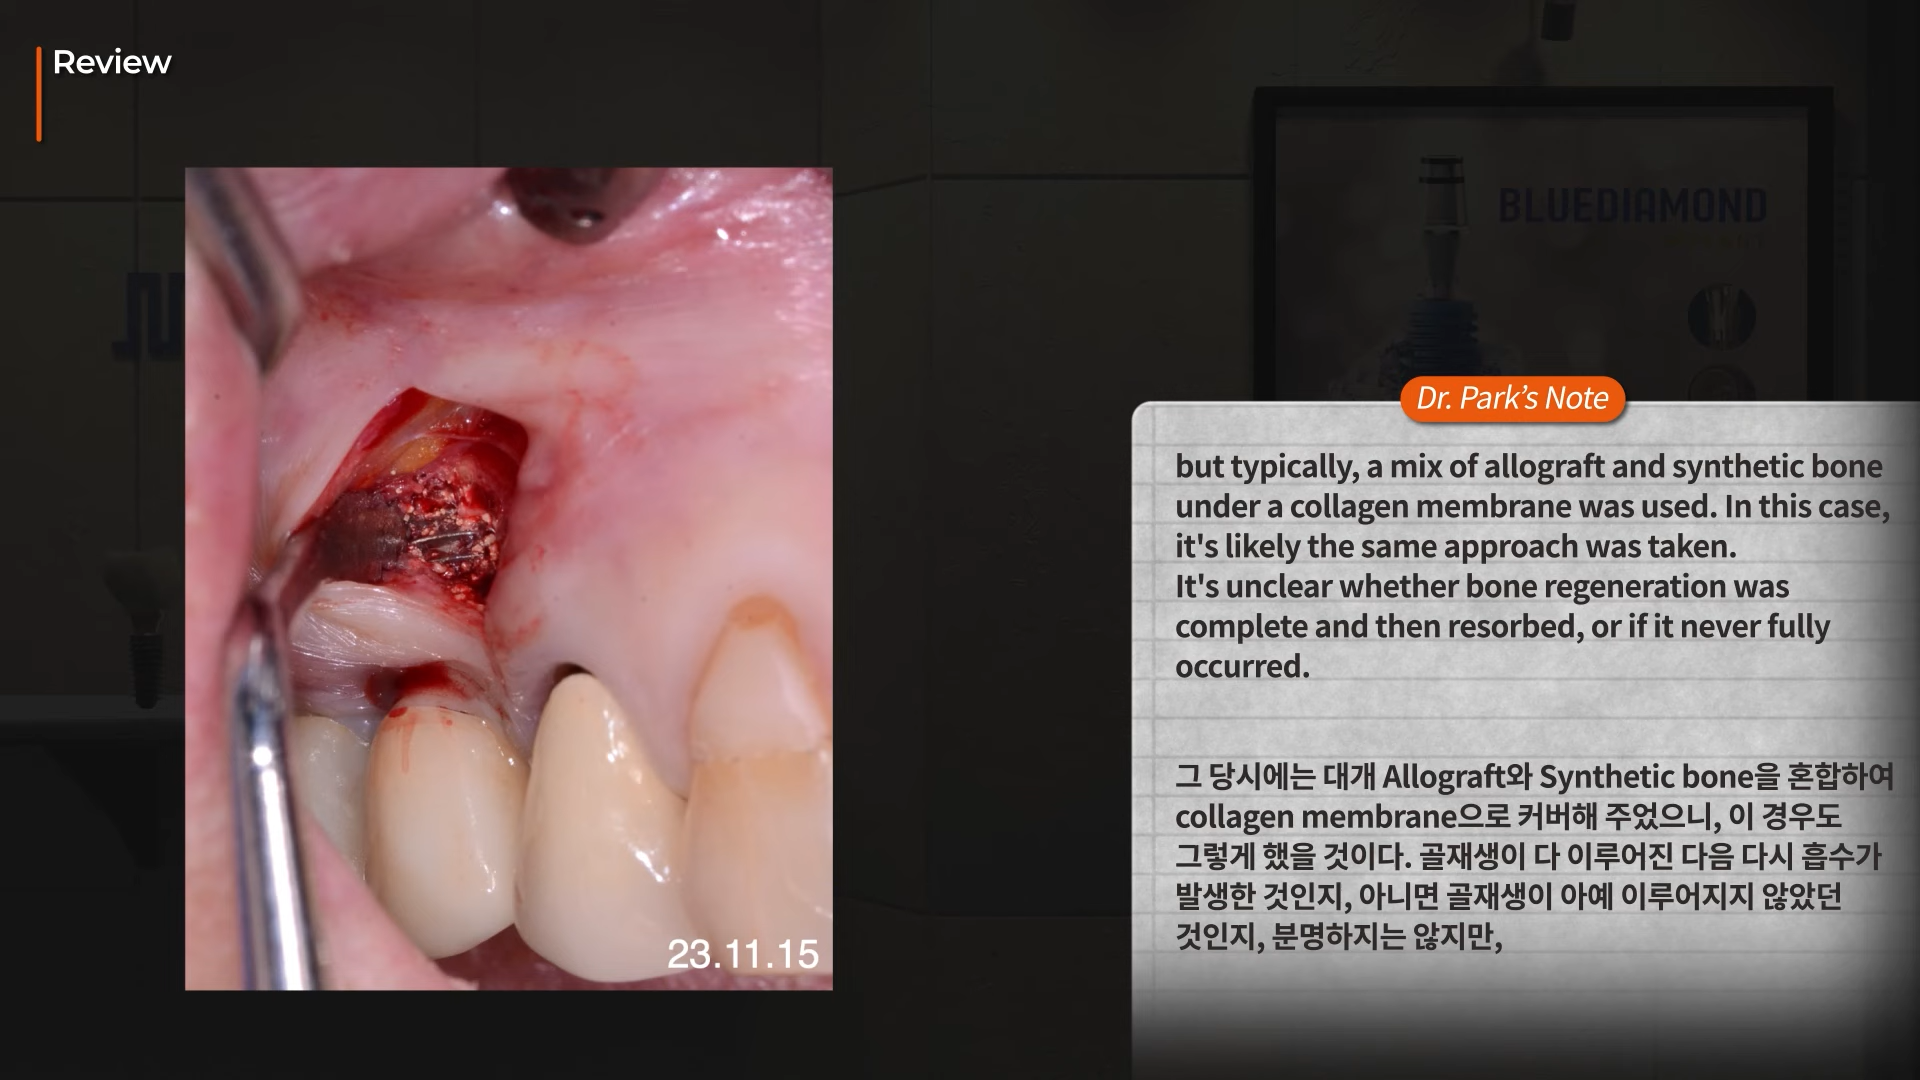 Review
BLUEDIAMOND
Dr. Park’s Note
but typically, a mix of allograft and synthetic bone
under a collagen membrane was used. In this case,
it's likely the same approach was taken.
It's unclear whether bone regeneration was
complete and then resorbed, or if it never fully
occurred.
그 당시에는 대개 Allograft와 Synthetic bone을 혼합하여
collagen membrane으로 커버해 주었으니, 이 경우도
그렇게 했을 것이다. 골재생이 다 이루어진 다음 다시 흡수가
발생한 것인지, 아니면 골재생이 아예 이루어지지 않았던
것인지, 분명하지는 않지만,
23.11.15